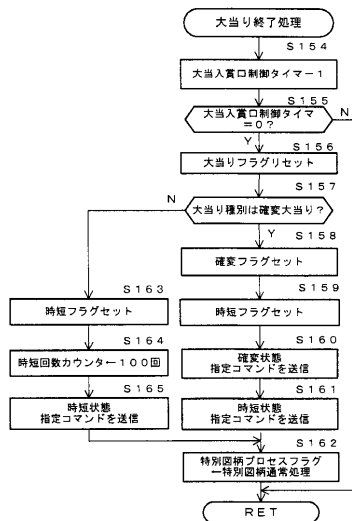 大当り終了処理
S154
大当入賞口制御タイマー1
S155
大当入賞口制御タイマ
=0?
N
Y
S156
大当りフラグリセット
S157
大当り種別は確変大当り?
N
Y
S158
確変フラグセット
S159
時短フラグセット
S160
確変状態
指定コマンドを送信
S161
時短状態
指定コマンドを送信
S163
時短フラグセット
S164
時短回数カウンタ←100回
S165
時短状態
指定コマンドを送信
S162
特別図柄プロセスフラグ
←特別図柄通常処理
RET